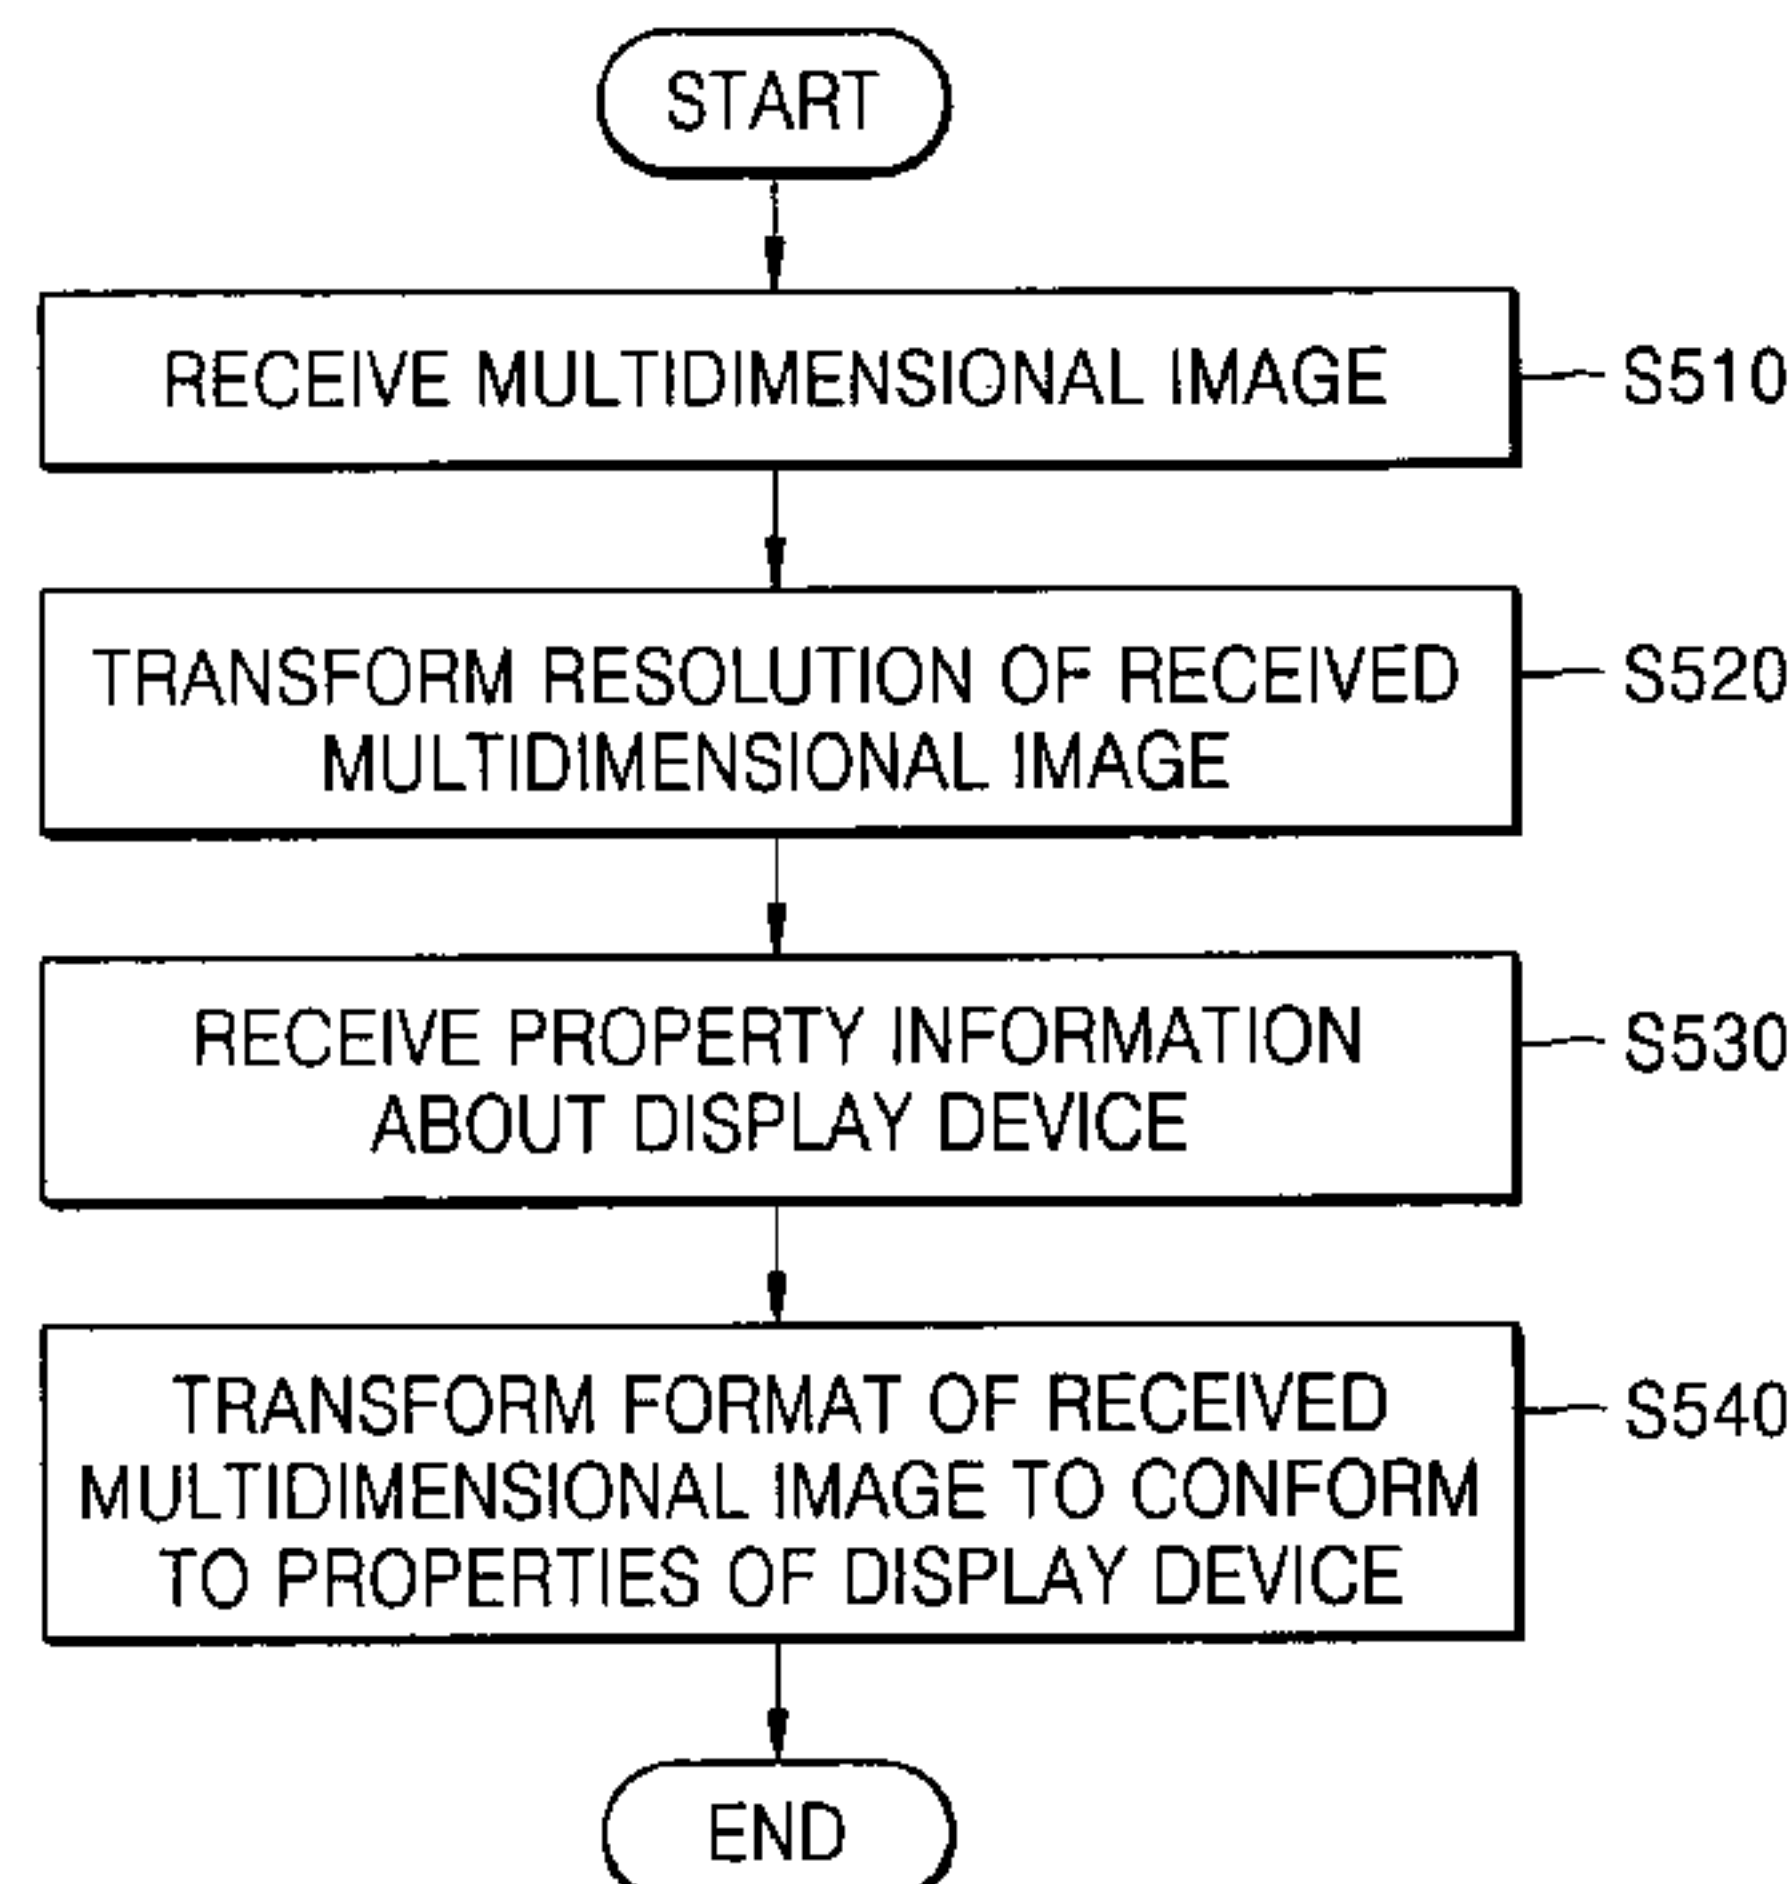 START
RECEIVE MULTIDIMENSIONAL IMAGE
S510
TRANSFORM RESOLUTION OF RECEIVED
MULTIDIMENSIONAL IMAGE
S520
RECEIVE PROPERTY INFORMATION
ABOUT DISPLAY DEVICE
S530
TRANSFORM FORMAT OF RECEIVED
MULTIDIMENSIONAL IMAGE TO CONFORM
TO PROPERTIES OF DISPLAY DEVICE
S540
END